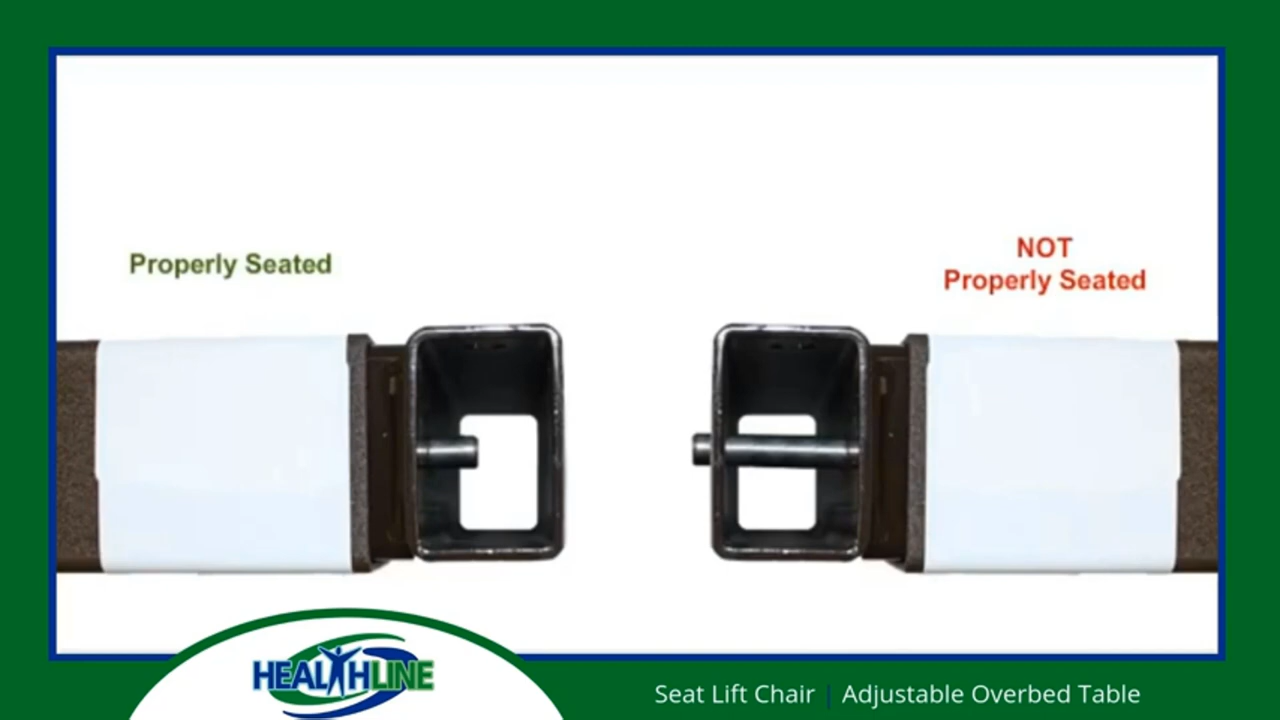 Properly Seated
NOT
Properly Seated
HEALTHLINE
Seat Lift Chair | Adjustable Overbed Table